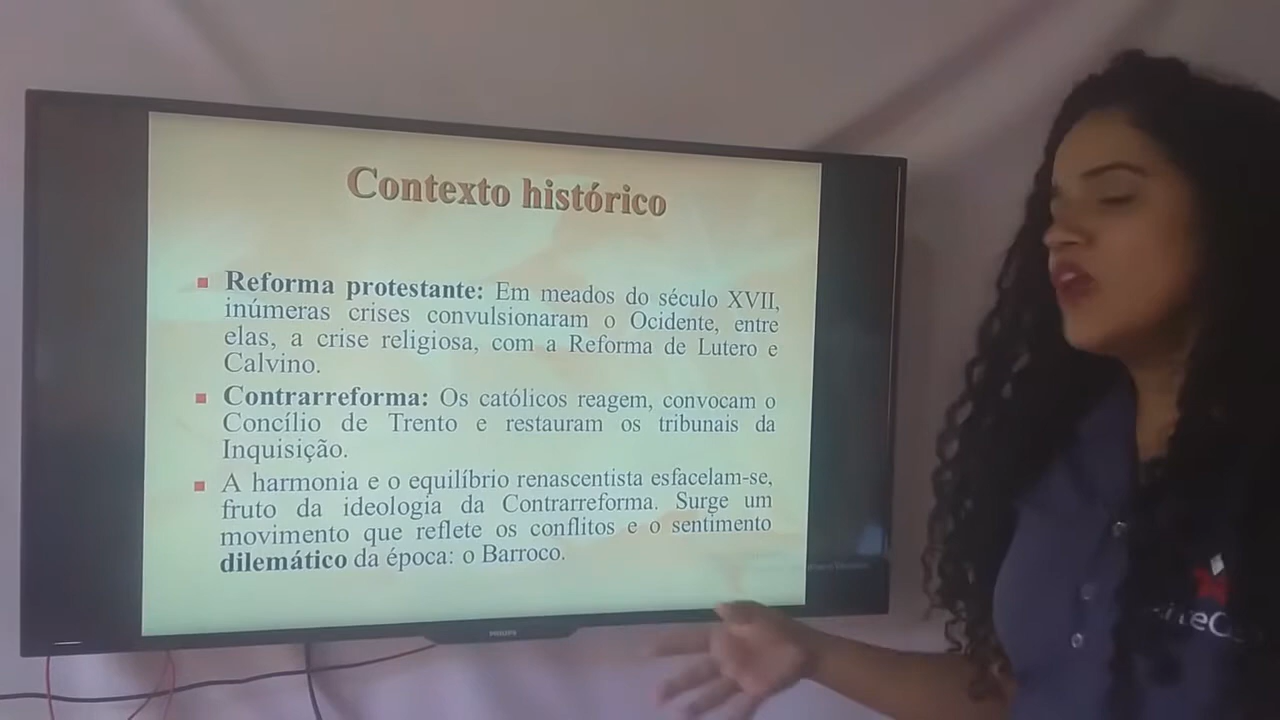 Contexto histórico
Reforma protestante: Em meados do século XVII,
inúmeras crises convulsionaram o Ocidente, entre
elas, a crise religiosa, com a Reforma de Lutero e
Calvino.
Contrarreforma: Os católicos reagem, convocam o
Concílio de Trento e restauram os tribunais da
Inquisição.
A harmonia e o equilíbrio renascentista esfacelam-se,
fruto da ideologia da Contrarreforma. Surge um
movimento que reflete os conflitos e o sentimento
dilemático da época: o Barroco.
PHILIPS